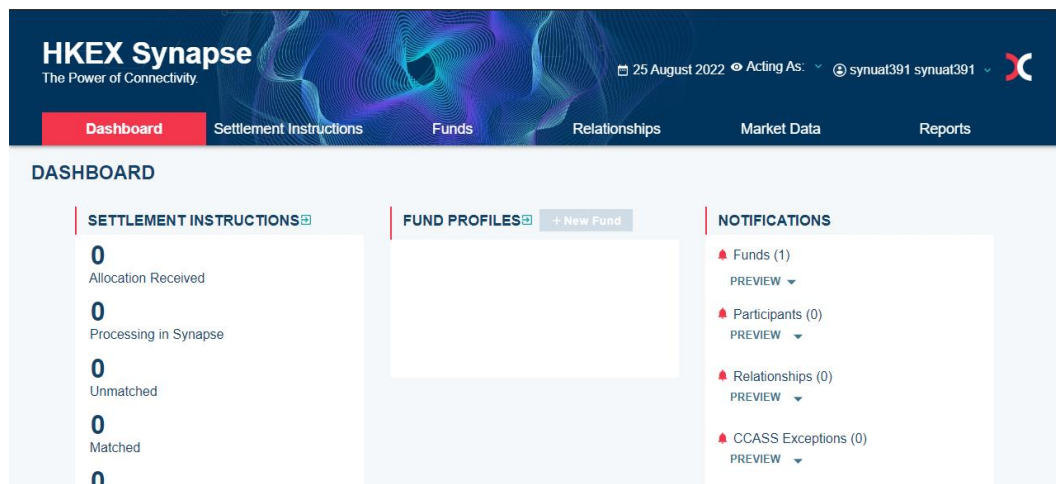 HKEX Synapse
The Power of Connectivity.
25 August 2022 Acting As: synuat391 synuat391
Dashboard Settlement Instructions Funds Relationships Market Data Reports
DASHBOARD
SETTLEMENT INSTRUCTIONS
0
Allocation Received
0
Processing in Synapse
0
Unmatched
0
Matched
0
FUND PROFILES + New Fund
NOTIFICATIONS
Funds (1)
PREVIEW
Participants (0)
PREVIEW
Relationships (0)
PREVIEW
CCASS Exceptions (0)
PREVIEW